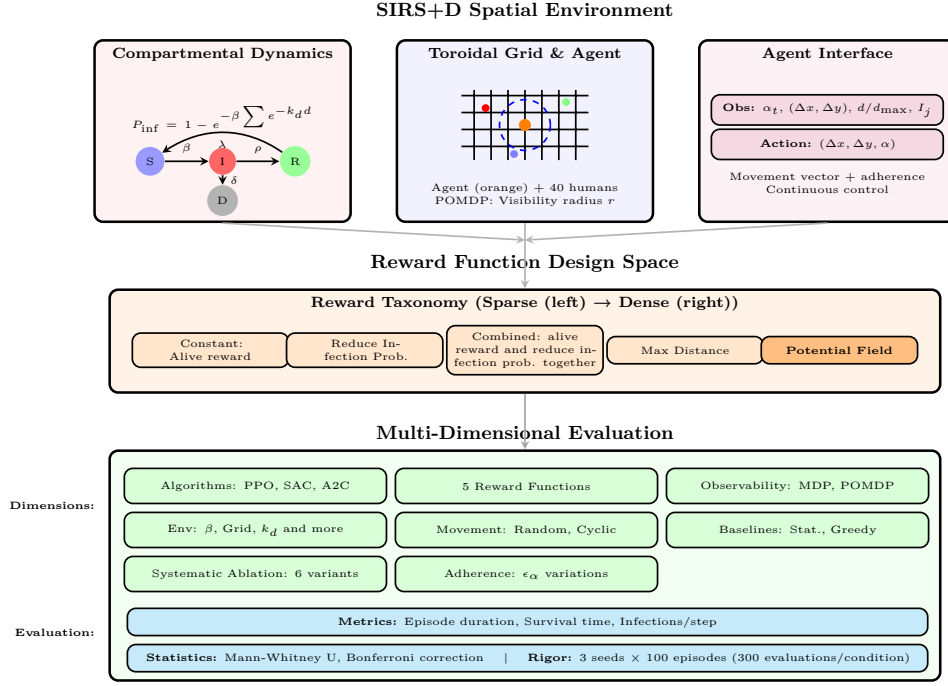 SIRS+D Spatial Environment
Compartmental Dynamics
P_inf = 1 − e^{−β ∑ e^{−k_d d}}
S
β
λ
I
ρ
R
δ
D
Toroidal Grid & Agent
Agent (orange) + 40 humans
POMDP: Visibility radius r
Agent Interface
Obs: α_t, (Δx, Δy), d/d_max, I_j
Action: (Δx, Δy, α)
Movement vector + adherence
Continuous control
Reward Function Design Space
Reward Taxonomy (Sparse (left) → Dense (right))
Constant:
Alive reward
Reduce In-
fection Prob.
Combined: alive
reward and reduce in-
fection prob. together
Max Distance
Potential Field
Multi-Dimensional Evaluation
Dimensions:
Algorithms: PPO, SAC, A2C
5 Reward Functions
Observability: MDP, POMDP
Env: β, Grid, k_d and more
Movement: Random, Cyclic
Baselines: Stat., Greedy
Systematic Ablation: 6 variants
Adherence: ϵ_α variations
Evaluation:
Metrics: Episode duration, Survival time, Infections/step
Statistics: Mann-Whitney U, Bonferroni correction | Rigor: 3 seeds × 100 episodes (300 evaluations/condition)